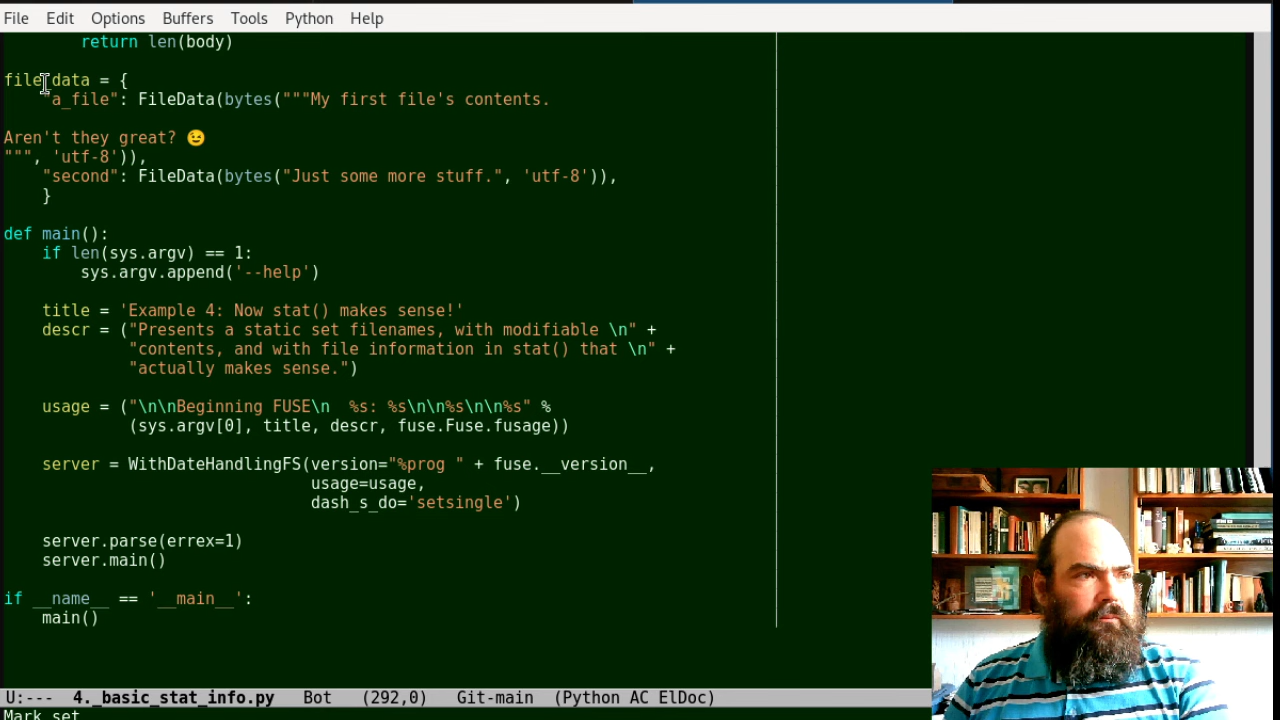 File Edit Options Buffers Tools Python Help
return len(body)
file_data = {
"a_file": FileData(bytes("""My first file's contents.
Aren't they great? 😉
""", 'utf-8')),
"second": FileData(bytes("Just some more stuff.", 'utf-8')),
}
def main():
if len(sys.argv) == 1:
sys.argv.append('--help')
title = 'Example 4: Now stat() makes sense!'
descr = ("Presents a static set filenames, with modifiable \n" +
"contents, and with file information in stat() that \n" +
"actually makes sense.")
usage = ("\n\nBeginning FUSE\n  %s: %s\n\n%s\n\n%s" %
(sys.argv[0], title, descr, fuse.Fuse.fusage))
server = WithDateHandlingFS(version="%prog " + fuse.__version__,
usage=usage,
dash_s_do='setsingle')
server.parse(errex=1)
server.main()
if __name__ == '__main__':
main()
U:--- 4._basic_stat_info.py Bot (292,0) Git-main (Python AC ElDoc)
Mark set